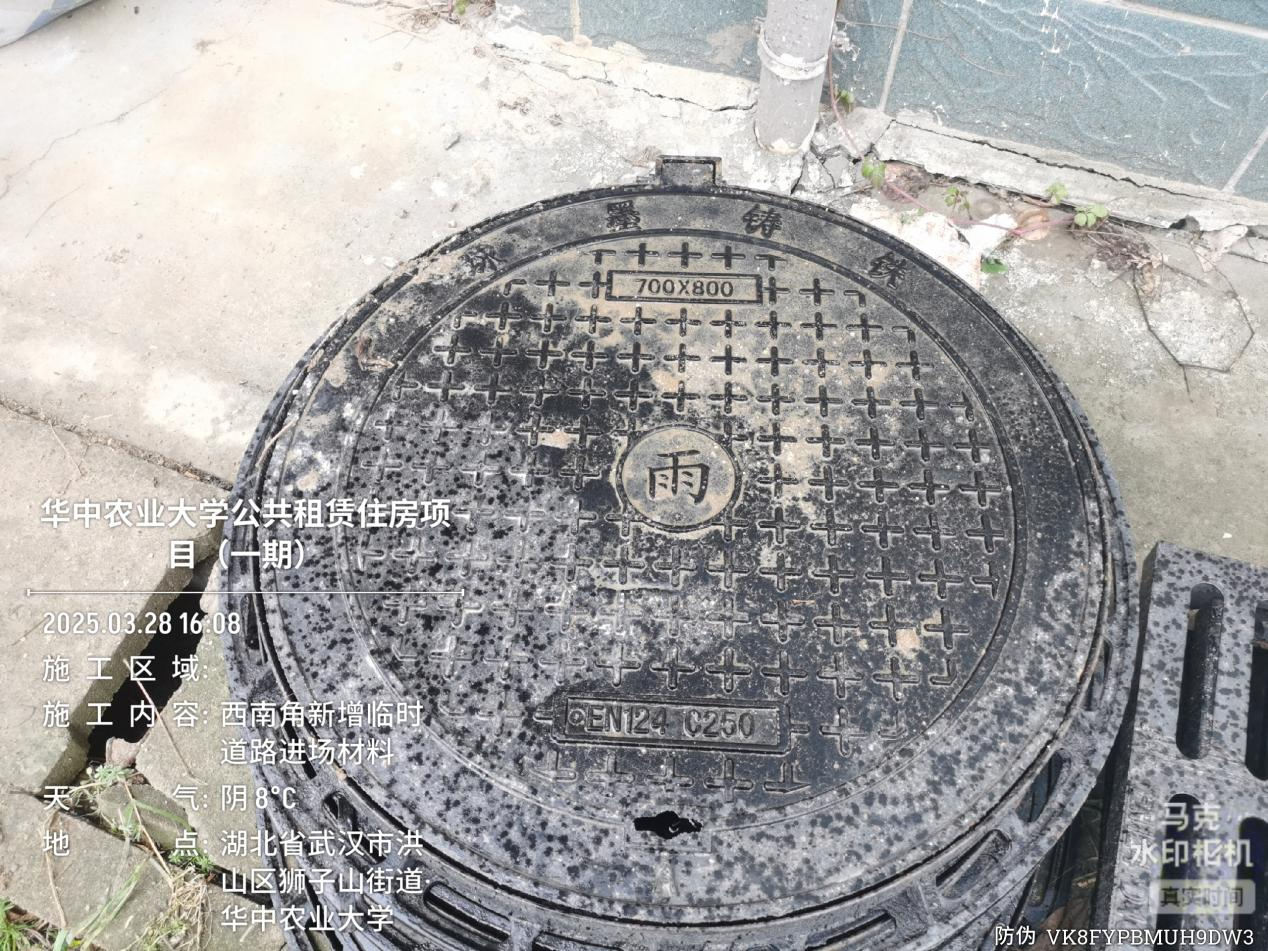 球墨铸铁
700X800
雨
EN124 C250
华中农业大学公共租赁住房项
目（一期）
2025.03.28 16:08
施工区域:
施工内容: 西南角新增临时
道路进场材料
天气: 阴 8°C
地点: 湖北省武汉市洪
山区狮子山街道
华中农业大学
马克
水印相机
真实时间
防伪 VK8FYPBMUH9DW3